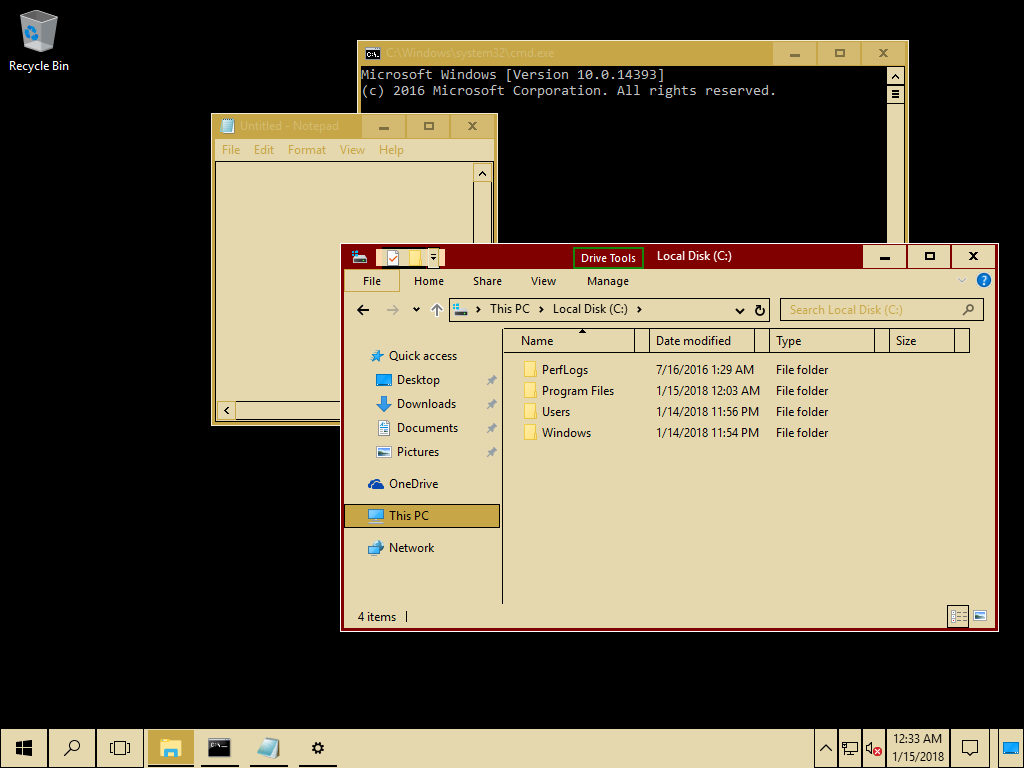 Recycle Bin
C:\Windows\system32\cmd.exe
Microsoft Windows [Version 10.0.14393]
(c) 2016 Microsoft Corporation. All rights reserved.
Untitled - Notepad
File Edit Format View Help
Drive Tools Local Disk (C:)
File Home Share View Manage
This PC Local Disk (C:)
Search Local Disk (C:)
Name Date modified Type Size
Quick access
Desktop
Downloads
Documents
Pictures
OneDrive
This PC
Network
PerfLogs 7/16/2016 1:29 AM File folder
Program Files 1/15/2018 12:03 AM File folder
Users 1/14/2018 11:56 PM File folder
Windows 1/14/2018 11:54 PM File folder
4 items
12:33 AM
1/15/2018